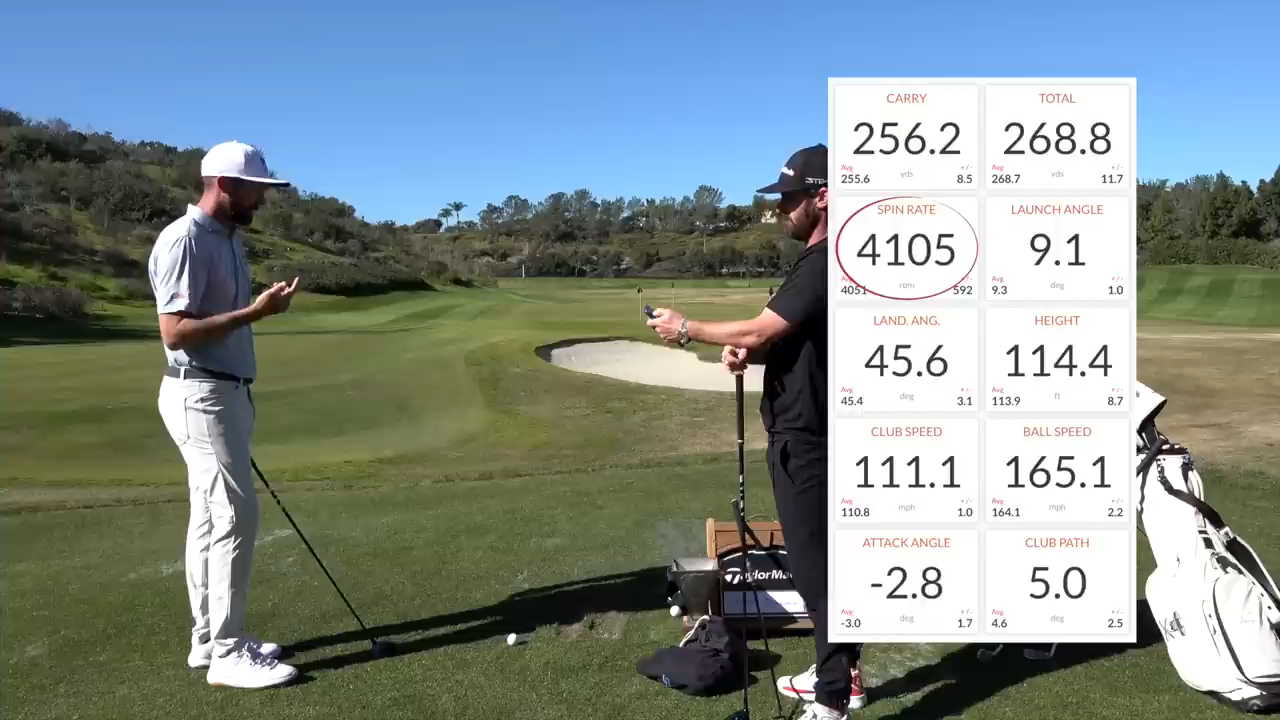 CARRY
256.2
Avg
255.6
yds
+/-
8.5
TOTAL
268.8
Avg
268.7
yds
+/-
11.7
SPIN RATE
4105
4051
rpm
592
LAUNCH ANGLE
9.1
Avg
9.3
deg
+/-
1.0
LAND. ANG.
45.6
Avg
45.4
deg
+/-
3.1
HEIGHT
114.4
Avg
113.9
ft
+/-
8.7
CLUB SPEED
111.1
Avg
110.8
mph
+/-
1.0
BALL SPEED
165.1
Avg
164.1
mph
+/-
2.2
ATTACK ANGLE
-2.8
Avg
-3.0
deg
+/-
1.7
CLUB PATH
5.0
Avg
4.6
deg
+/-
2.5
TaylorMa